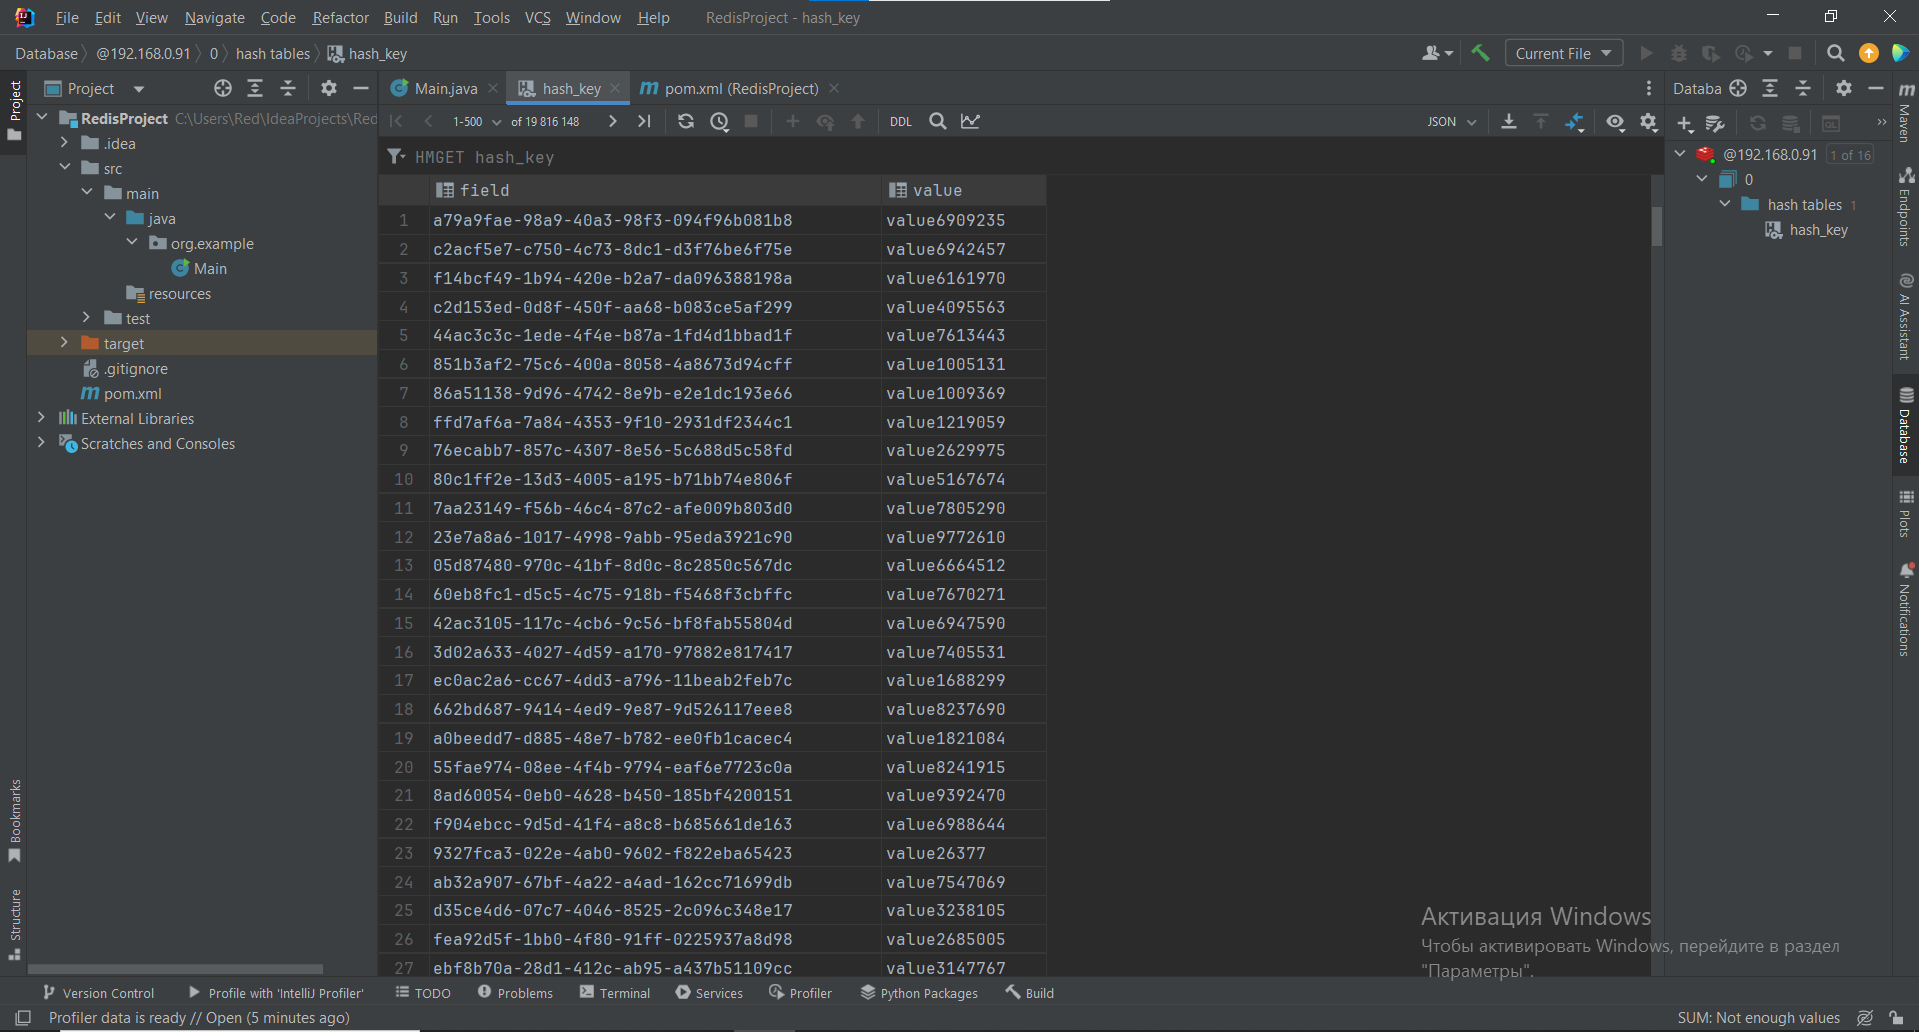 File Edit View Navigate Code Refactor Build Run Tools VCS Window Help RedisProject - hash_key
Database @192.168.0.91 0 hash tables hash_key
Current File
Project
Main.java hash_key pom.xml (RedisProject)
Databa
1-500 of 19 816 148 DDL JSON
HMGET hash_key
RedisProject C:\Users\Red\IdeaProjects\Red
.idea
src
main
java
org.example
Main
resources
test
target
.gitignore
pom.xml
External Libraries
Scratches and Consoles
field value
1 a79a9fae-98a9-40a3-98f3-094f96b081b8 value6909235
2 c2acf5e7-c750-4c73-8dc1-d3f76be6f75e value6942457
3 f14bcf49-1b94-420e-b2a7-da096388198a value6161970
4 c2d153ed-0d8f-450f-aa68-b083ce5af299 value4095563
5 44ac3c3c-1ede-4f4e-b87a-1fd4d1bbad1f value7613443
6 851b3af2-75c6-400a-8058-4a8673d94cff value1005131
7 86a51138-9d96-4742-8e9b-e2e1dc193e66 value1009369
8 ffd7af6a-7a84-4353-9f10-2931df2344c1 value1219059
9 76ecabb7-857c-4307-8e56-5c688d5c58fd value2629975
10 80c1ff2e-13d3-4005-a195-b71bb74e806f value5167674
11 7aa23149-f56b-46c4-87c2-afe009b803d0 value7805290
12 23e7a8a6-1017-4998-9abb-95eda3921c90 value9772610
13 05d87480-970c-41bf-8d0c-8c2850c567dc value6664512
14 60eb8fc1-d5c5-4c75-918b-f5468f3cbffc value7670271
15 42ac3105-117c-4cb6-9c56-bf8fab55804d value6947590
16 3d02a633-4027-4d59-a170-97882e817417 value7405531
17 ec0ac2a6-cc67-4dd3-a796-11beab2feb7c value1688299
18 662bd687-9414-4ed9-9e87-9d526117eee8 value8237690
19 a0beedd7-d885-48e7-b782-ee0fb1cacec4 value1821084
20 55fae974-08ee-4f4b-9794-eaf6e7723c0a value8241915
21 8ad60054-0eb0-4628-b450-185bf4200151 value9392470
22 f904ebcc-9d5d-41f4-a8c8-b685661de163 value6988644
23 9327fca3-022e-4ab0-9602-f822eba65423 value26377
24 ab32a907-67bf-4a22-a4ad-162cc71699db value7547069
25 d35ce4d6-07c7-4046-8525-2c096c348e17 value3238105
26 fea92d5f-1bb0-4f80-91ff-0225937a8d98 value2685005
27 ebf8b70a-28d1-412c-ab95-a437b51109cc value3147767
@192.168.0.91 1 of 16
0
hash tables 1
hash_key
Project
Bookmarks
Structure
Maven
Endpoints
AI Assistant
Database
Plots
Notifications
Активация Windows
Чтобы активировать Windows, перейдите в раздел
"Параметры".
Version Control Profile with 'IntelliJ Profiler' TODO Problems Terminal Services Profiler Python Packages Build
Profiler data is ready // Open (5 minutes ago) SUM: Not enough values